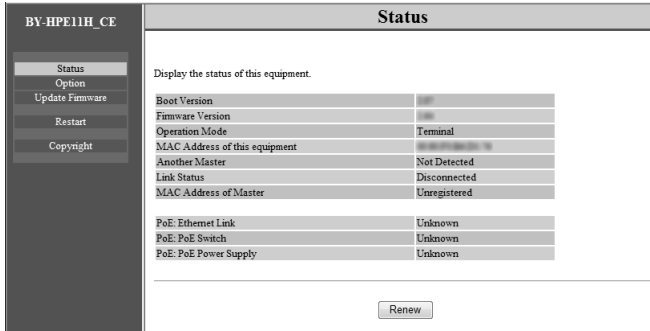 BY-HPE11H_CE
Status
Option
Update Firmware
Restart
Copyright
Status
Display the status of this equipment.
Boot Version
Firmware Version
Operation Mode Terminal
MAC Address of this equipment
Another Master Not Detected
Link Status Disconnected
MAC Address of Master Unregistered
PoE: Ethernet Link Unknown
PoE: PoE Switch Unknown
PoE: PoE Power Supply Unknown
Renew